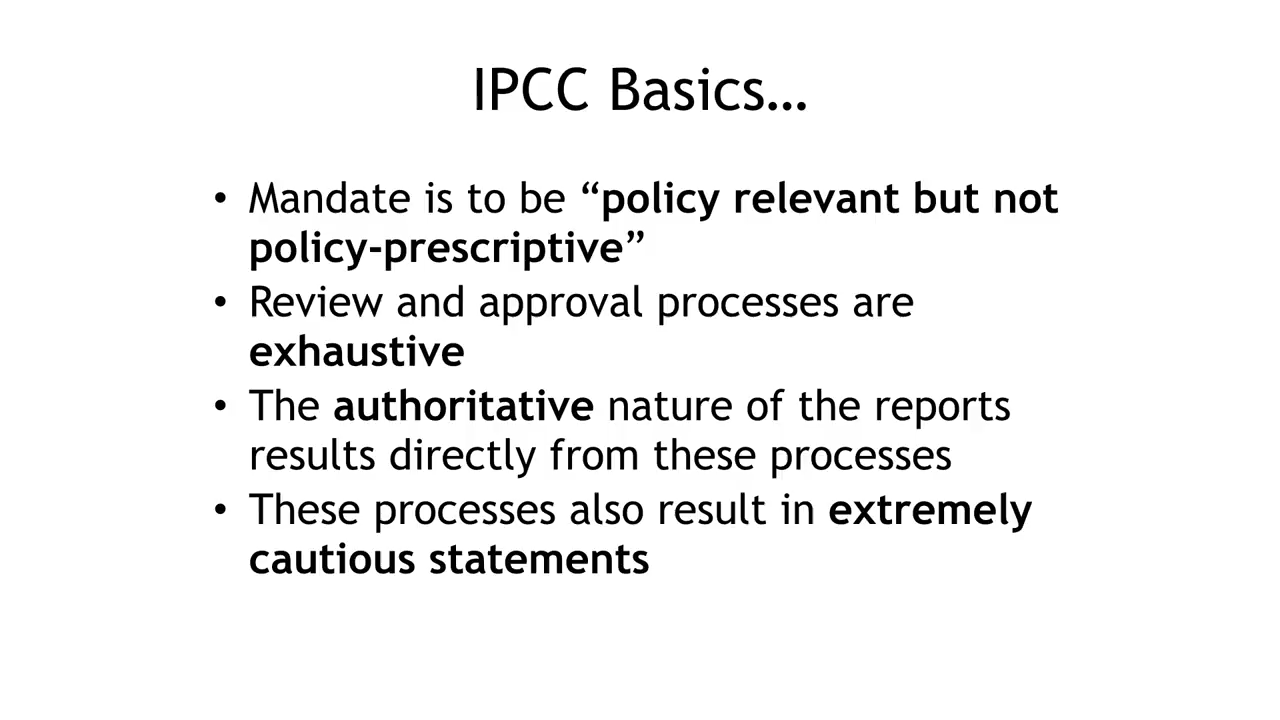 IPCC Basics…
• Mandate is to be “policy relevant but not
policy-prescriptive”
• Review and approval processes are
exhaustive
• The authoritative nature of the reports
results directly from these processes
• These processes also result in extremely
cautious statements